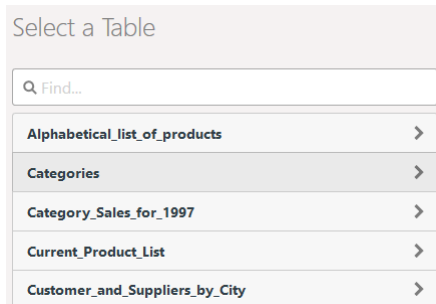 Select a Table
Find...
Alphabetical_list_of_products
Categories
Category_Sales_for_1997
Current_Product_List
Customer_and_Suppliers_by_City